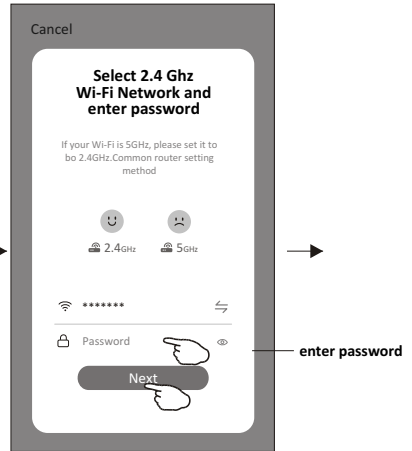 Cancel
Select 2.4 Ghz
Wi-Fi Network and
enter password
If your Wi-Fi is 5GHz, please set it to
bo 2.4GHz.Common router setting
method
2.4GHz 5GHz
*******
Password
enter password
Next